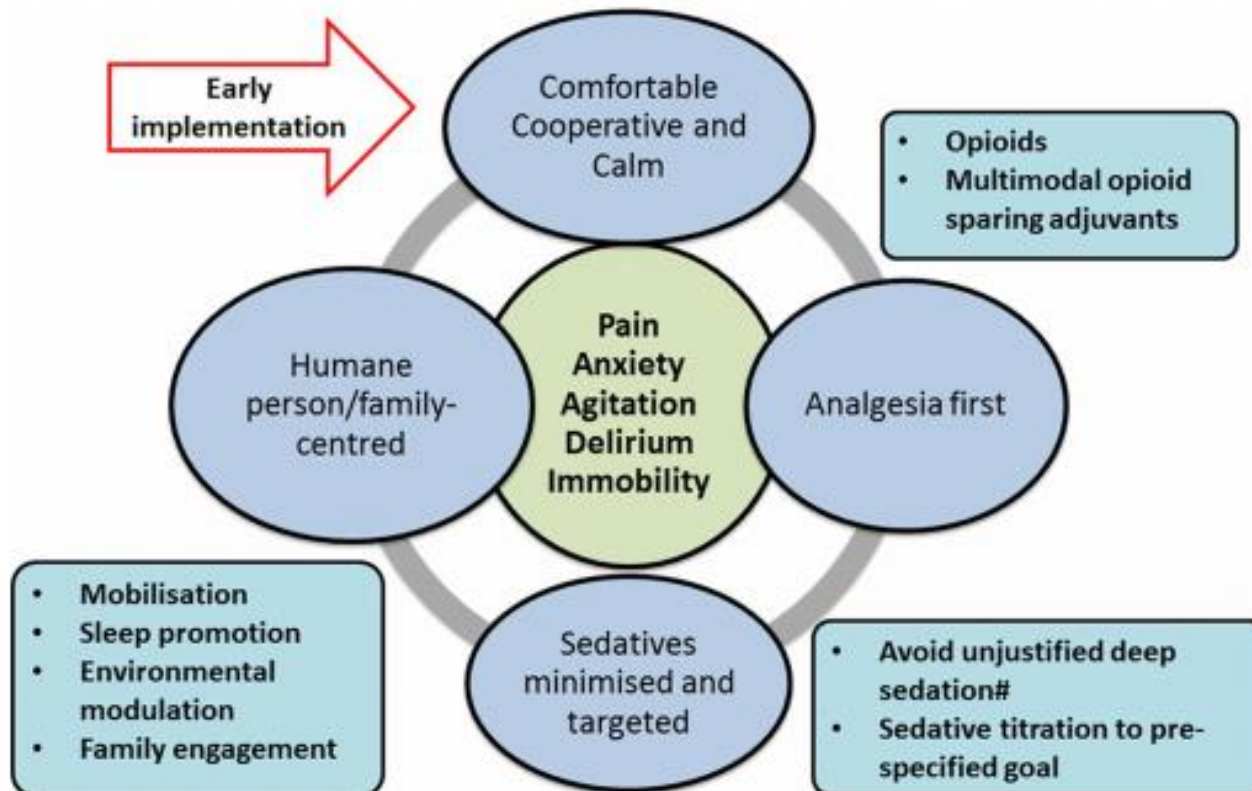 Early
implementation
Comfortable
Cooperative and
Calm
• Opioids
• Multimodal opioid
sparing adjuvants
Humane
person/family-
centred
Pain
Anxiety
Agitation
Delirium
Immobility
Analgesia first
• Mobilisation
• Sleep promotion
• Environmental
modulation
• Family engagement
Sedatives
minimised and
targeted
• Avoid unjustified deep
sedation#
• Sedative titration to pre-
specified goal